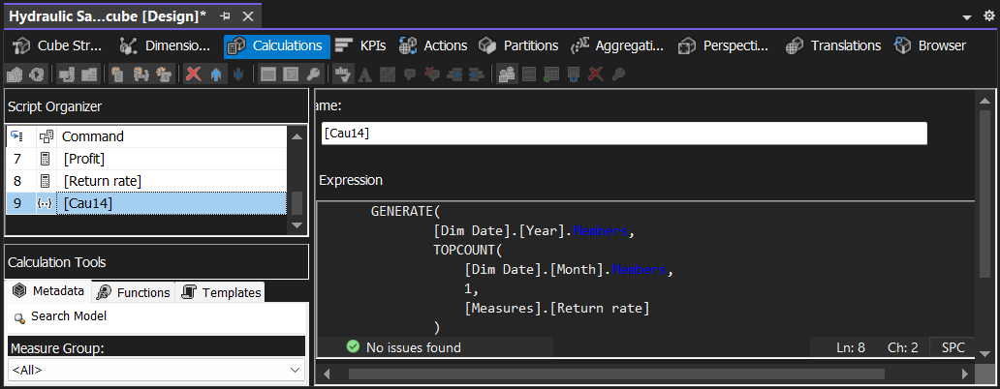 Hydraulic Sa...cube [Design]*
Cube Str...
Dimensio...
Calculations
KPIs
Actions
Partitions
Aggregati...
Perspecti...
Translations
Browser
Script Organizer
Command
7 [Profit]
8 [Return rate]
9 [Cau14]
Calculation Tools
Metadata
Functions
Templates
Search Model
Measure Group:
<All>
ame:
[Cau14]
Expression
GENERATE(
[Dim Date].[Year].Members,
TOPCOUNT(
[Dim Date].[Month].Members,
1,
[Measures].[Return rate]
)
No issues found
Ln: 8 Ch: 2 SPC